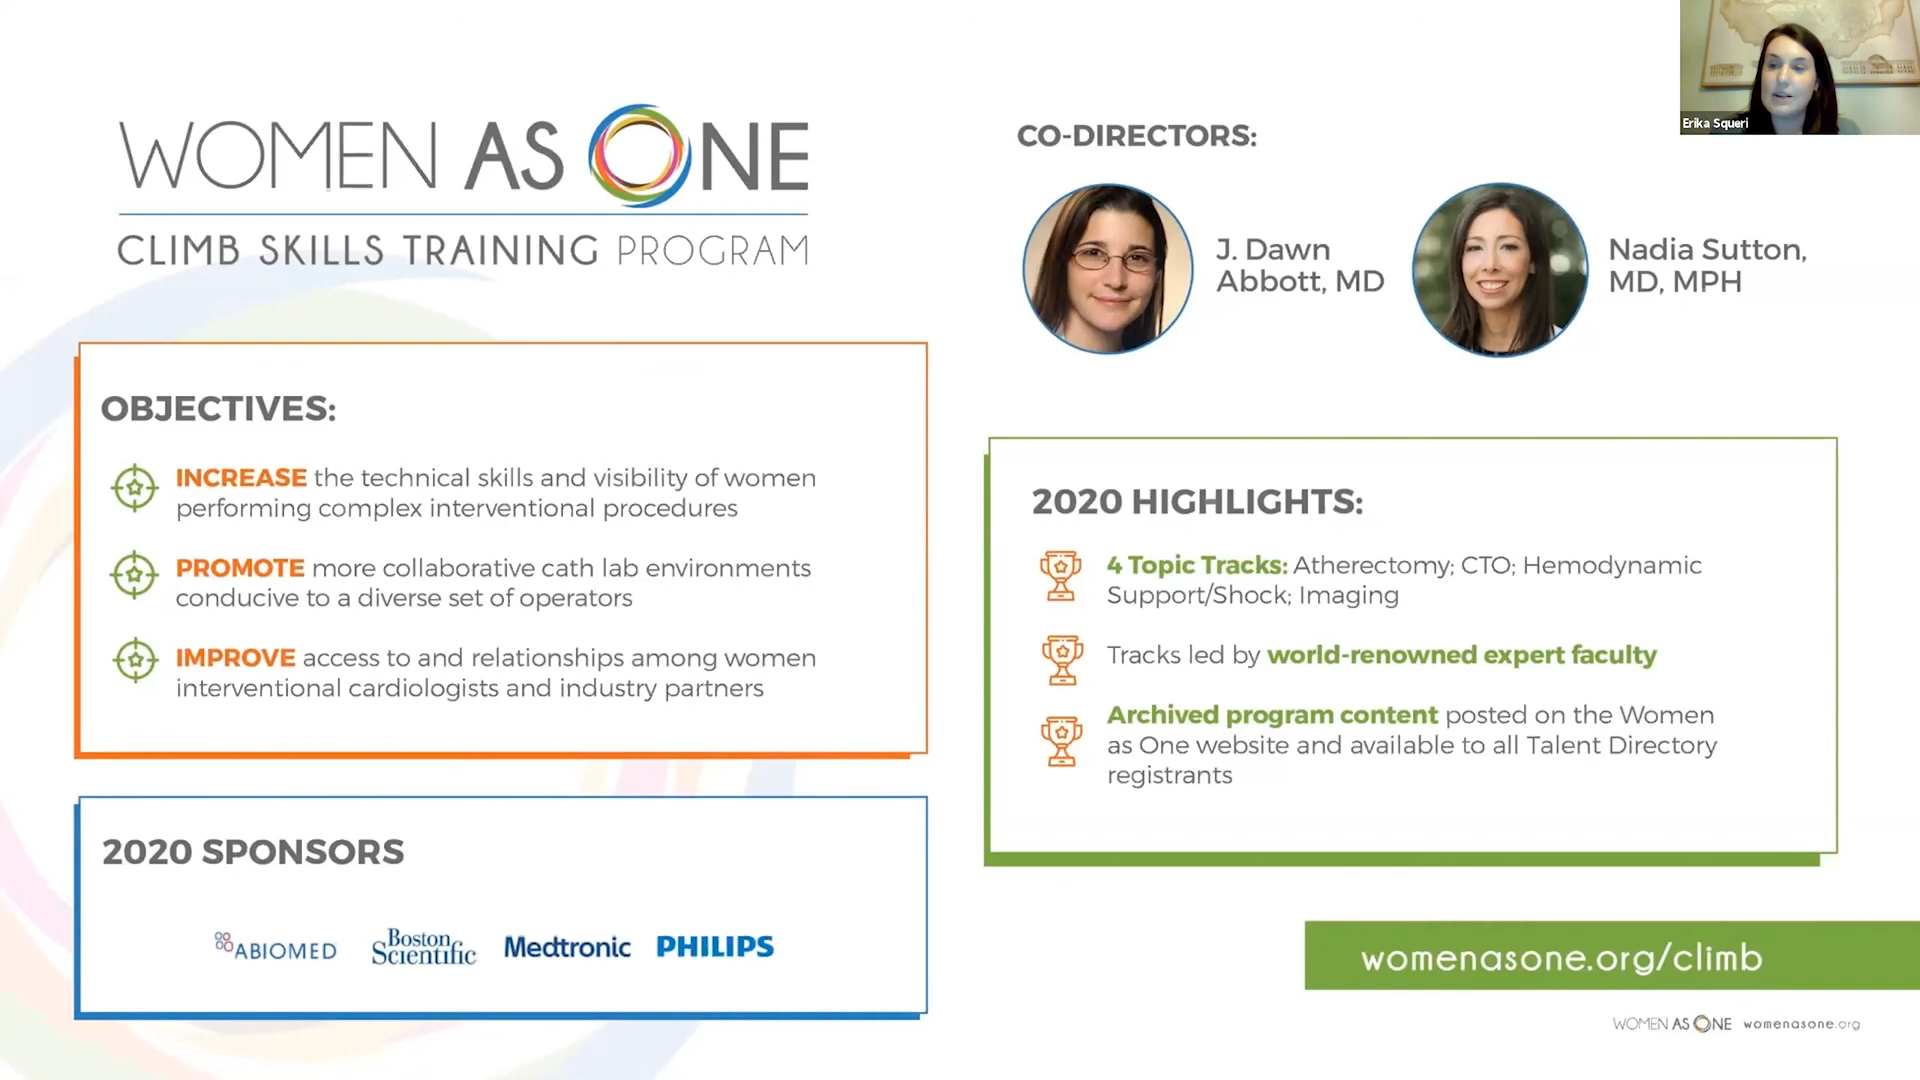 WOMEN AS ONE
CLIMB SKILLS TRAINING PROGRAM
OBJECTIVES:
INCREASE the technical skills and visibility of women
performing complex interventional procedures
PROMOTE more collaborative cath lab environments
conducive to a diverse set of operators
IMPROVE access to and relationships among women
interventional cardiologists and industry partners
2020 SPONSORS
ABIOMED
Boston
Scientific
Medtronic
PHILIPS
CO-DIRECTORS:
J. Dawn
Abbott, MD
Nadia Sutton,
MD, MPH
Erika Squeri
2020 HIGHLIGHTS:
4 Topic Tracks: Atherectomy; CTO; Hemodynamic
Support/Shock; Imaging
Tracks led by world-renowned expert faculty
Archived program content posted on the Women
as One website and available to all Talent Directory
registrants
womenasone.org/climb
WOMEN AS ONE womenasone.org